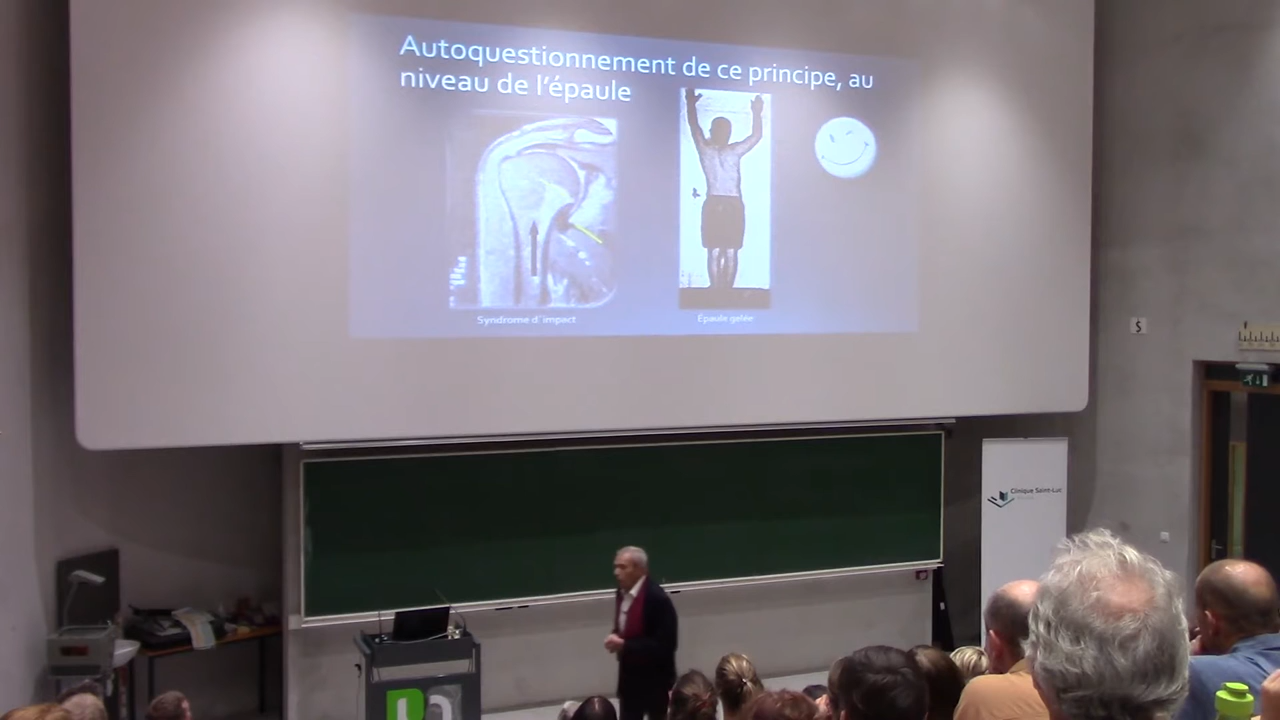 Autoquestionnement de ce principe, au
niveau de l'épaule
Syndrome d'impact
Épaule gelée
$
Clinique Saint-Luc